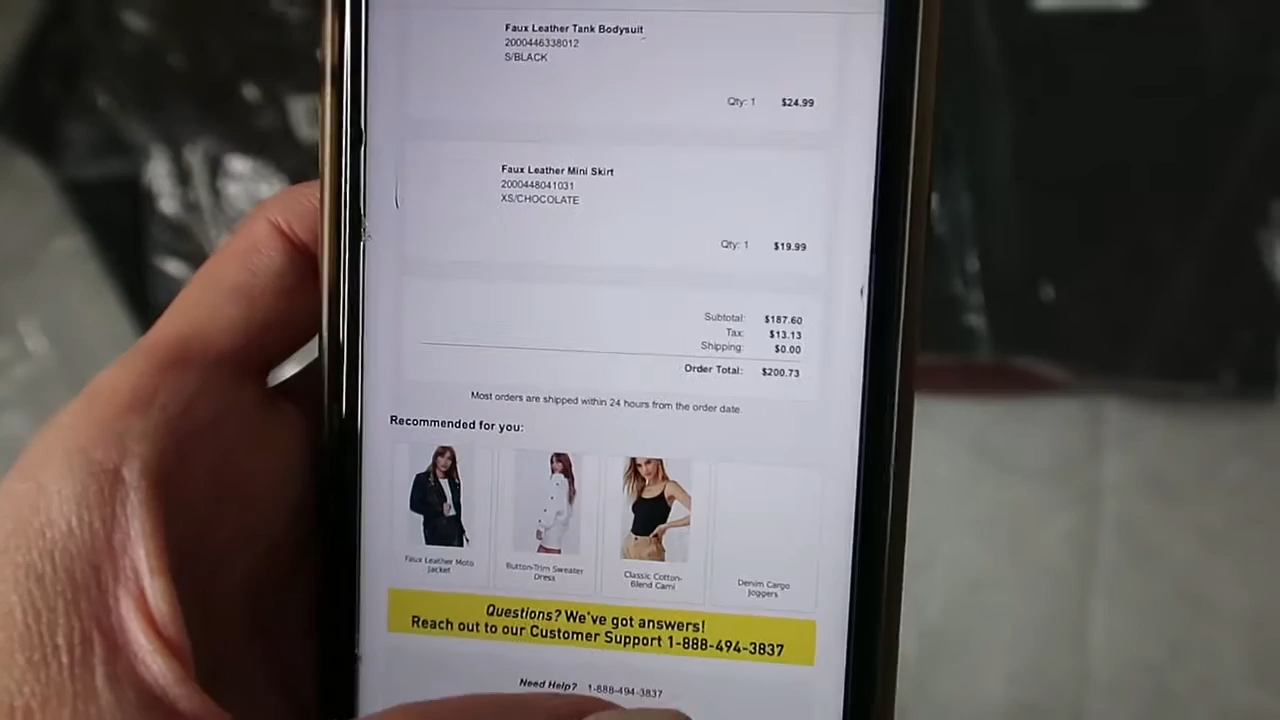 Faux Leather Tank Bodysuit
2000446338012
S/BLACK
Qty: 1 $24.99
Faux Leather Mini Skirt
2000448041031
XS/CHOCOLATE
Qty: 1 $19.99
Subtotal: $187.60
Tax: $13.13
Shipping: $0.00
Order Total: $200.73
Most orders are shipped within 24 hours from the order date.
Recommended for you:
Faux Leather Moto
Jacket
Button-Trim Sweater
Dress
Classic Cotton-
Blend Cami
Denim Cargo
Joggers
Questions? We've got answers!
Reach out to our Customer Support 1-888-494-3837
Need Help? 1-888-494-3837